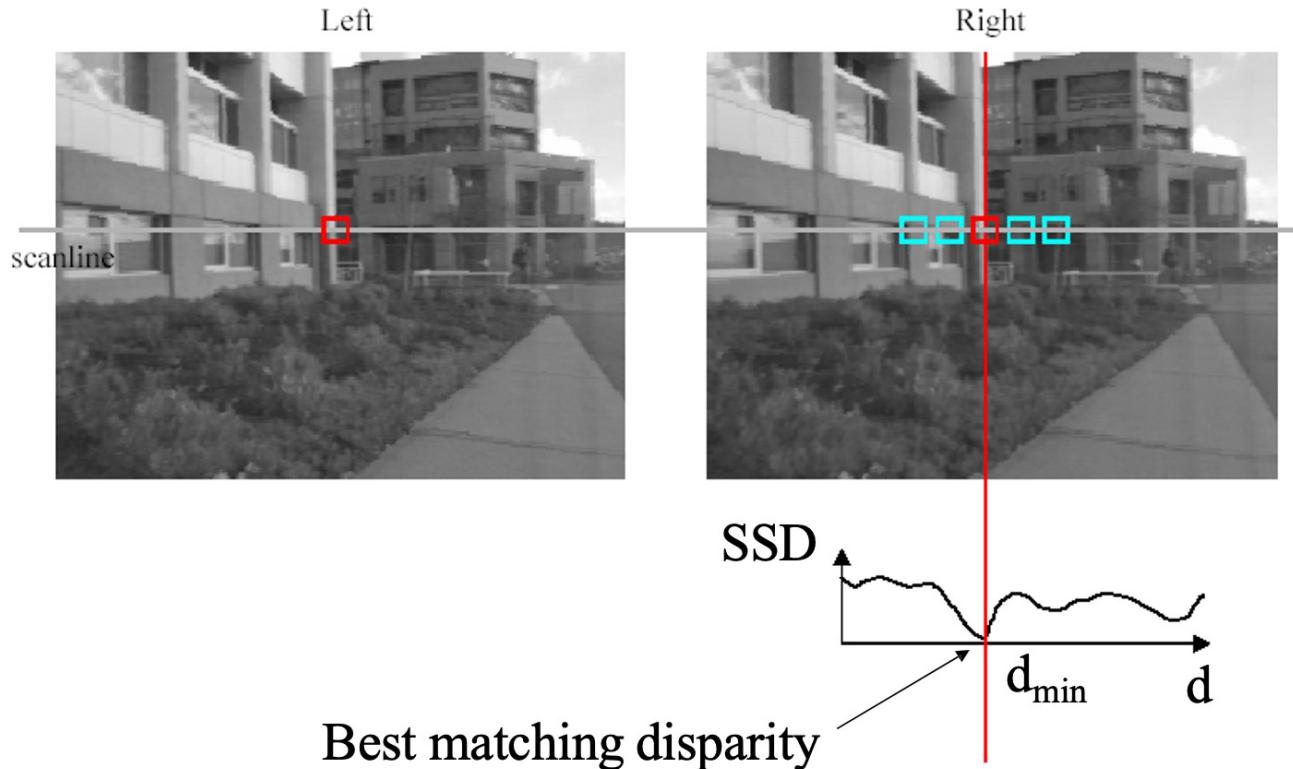 Left
Right
scanline
SSD
d_min
d
Best matching disparity